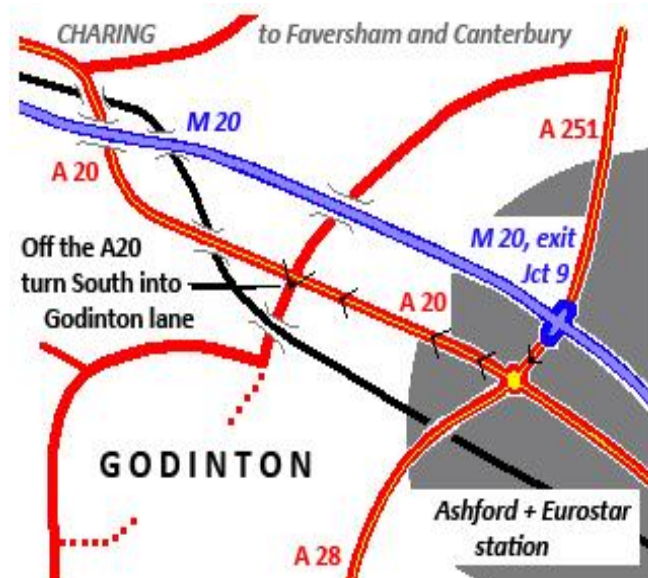 CHARING to Faversham and Canterbury
M 20
A 251
A 20
M 20, exit
Jct 9
Off the A20
turn South into
Godinton lane
A 20
GODINTON
Ashford + Eurostar
station
A 28